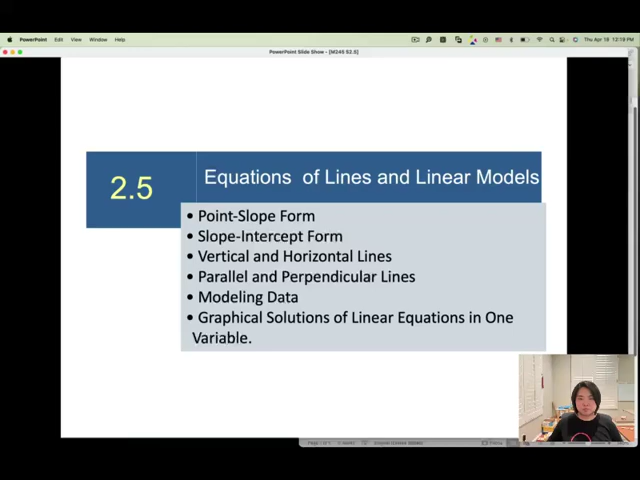 PowerPoint Edit View Window Help
Thu Apr 18 12:19 PM
PowerPoint Slide Show - [M245 S2.5]
2.5
Equations of Lines and Linear Models
• Point-Slope Form
• Slope-Intercept Form
• Vertical and Horizontal Lines
• Parallel and Perpendicular Lines
• Modeling Data
• Graphical Solutions of Linear Equations in One
Variable.